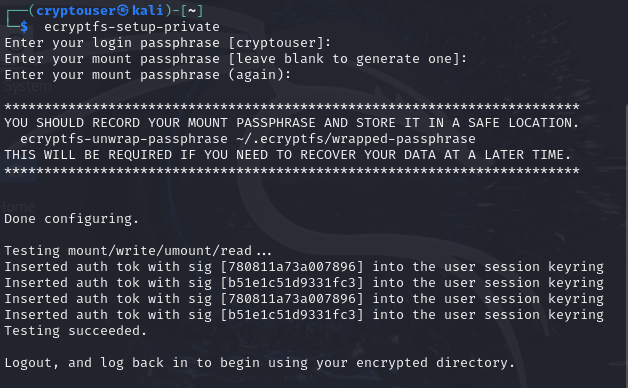 ┌──(cryptouser㉿kali)-[~]
└─$ ecryptfs-setup-private
Enter your login passphrase [cryptouser]:
Enter your mount passphrase [leave blank to generate one]:
Enter your mount passphrase (again):
************************************************************************
YOU SHOULD RECORD YOUR MOUNT PASSPHRASE AND STORE IT IN A SAFE LOCATION.
  ecryptfs-unwrap-passphrase ~/.ecryptfs/wrapped-passphrase
THIS WILL BE REQUIRED IF YOU NEED TO RECOVER YOUR DATA AT A LATER TIME.
************************************************************************
Done configuring.
Testing mount/write/umount/read...
Inserted auth tok with sig [780811a73a007896] into the user session keyring
Inserted auth tok with sig [b51e1c51d9331fc3] into the user session keyring
Inserted auth tok with sig [780811a73a007896] into the user session keyring
Inserted auth tok with sig [b51e1c51d9331fc3] into the user session keyring
Testing succeeded.
Logout, and log back in to begin using your encrypted directory.